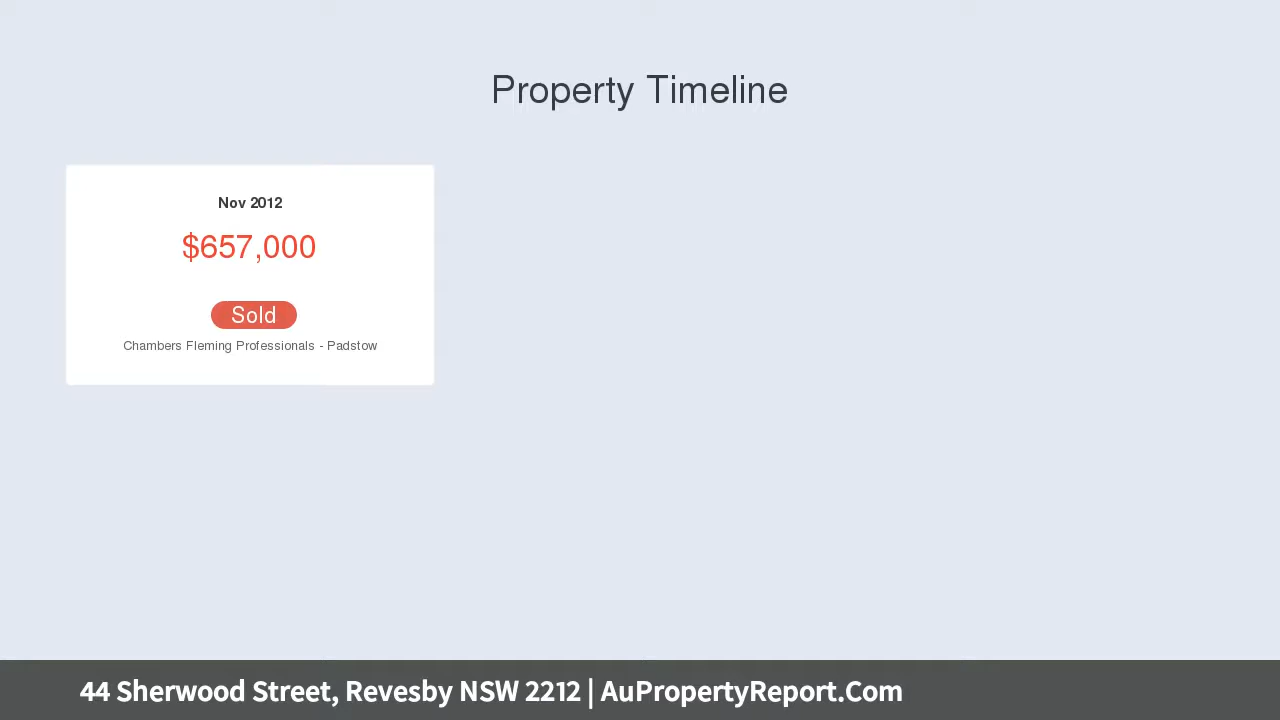 Property Timeline
Nov 2012
$657,000
Sold
Chambers Fleming Professionals - Padstow
44 Sherwood Street, Revesby NSW 2212 | AuPropertyReport.Com